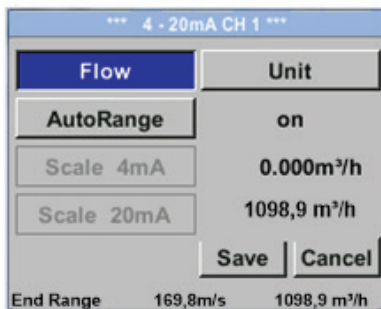 *** 4 - 20mA CH 1 ***
Flow Unit
AutoRange on
Scale 4mA 0.000m³/h
Scale 20mA 1098,9 m³/h
Save Cancel
End Range 169,8m/s 1098,9 m³/h